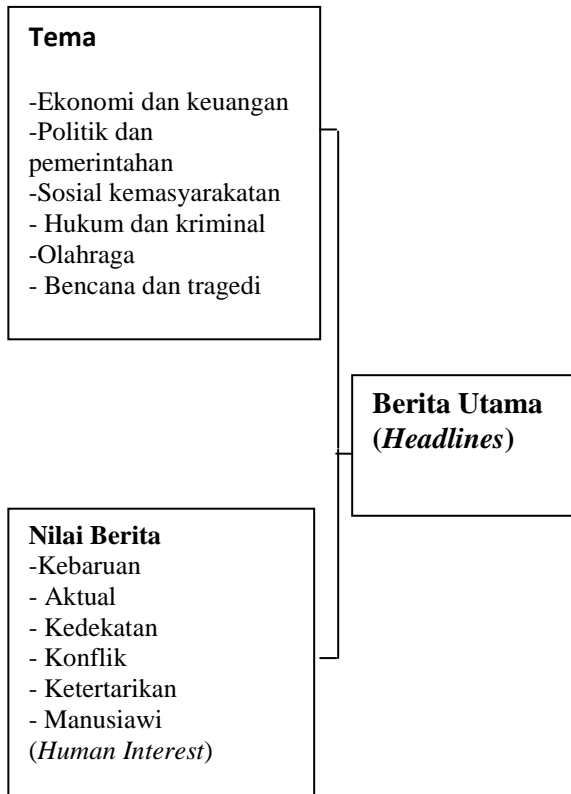 Tema
-Ekonomi dan keuangan
-Politik dan
pemerintahan
-Sosial kemasyarakatan
- Hukum dan kriminal
-Olahraga
- Bencana dan tragedi
Berita Utama
(Headlines)
Nilai Berita
-Kebaruan
- Aktual
- Kedekatan
- Konflik
- Ketertarikan
- Manusiawi
(Human Interest)